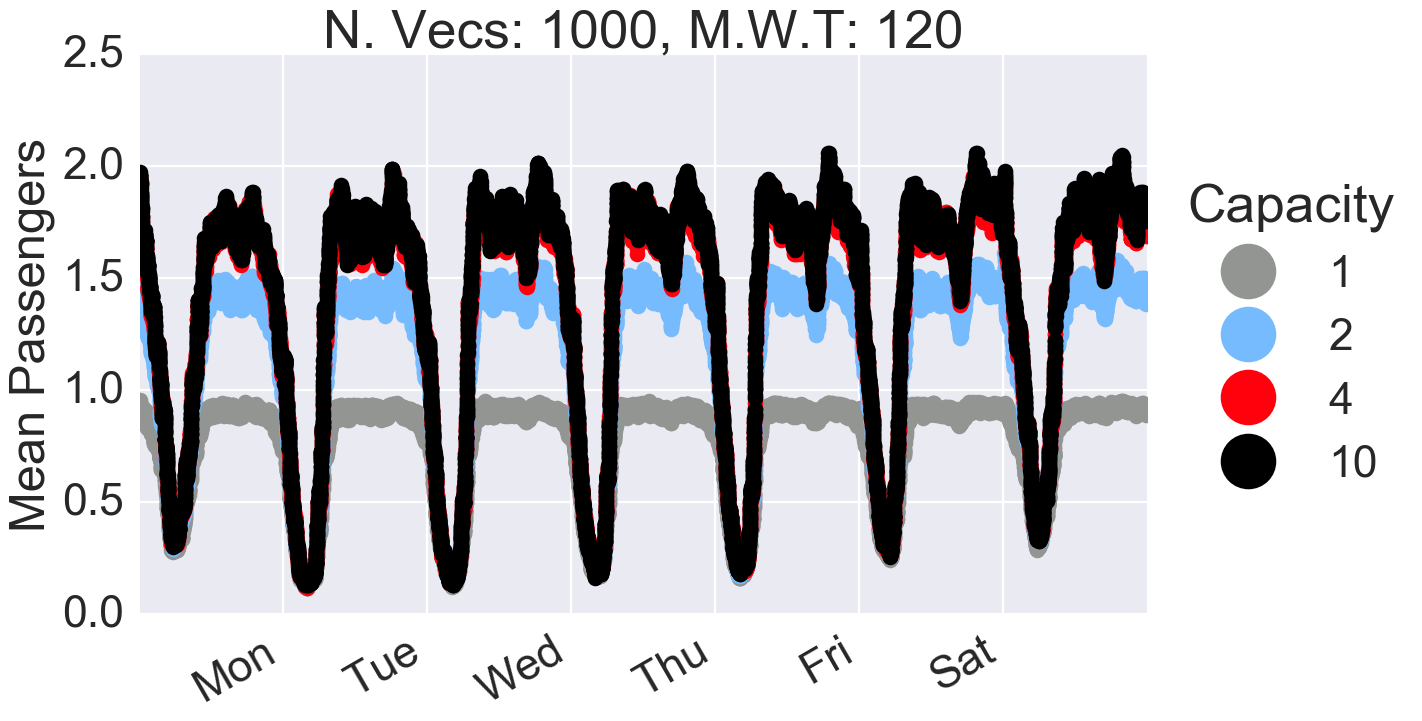 N. Vecs: 1000, M.W.T: 120
Mean Passengers
2.5
2.0
1.5
1.0
0.5
0.0
Mon
Tue
Wed
Thu
Fri
Sat
Capacity
1
2
4
10